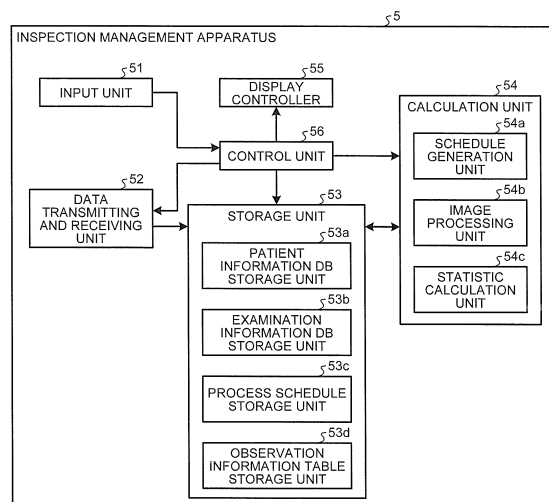 5
INSPECTION MANAGEMENT APPARATUS
51
INPUT UNIT
55
DISPLAY
CONTROLLER
56
CONTROL UNIT
52
DATA
TRANSMITTING
AND RECEIVING
UNIT
53
STORAGE UNIT
53a
PATIENT
INFORMATION DB
STORAGE UNIT
53b
EXAMINATION
INFORMATION DB
STORAGE UNIT
53c
PROCESS SCHEDULE
STORAGE UNIT
53d
OBSERVATION
INFORMATION TABLE
STORAGE UNIT
54
CALCULATION UNIT
54a
SCHEDULE
GENERATION
UNIT
54b
IMAGE
PROCESSING
UNIT
54c
STATISTIC
CALCULATION
UNIT